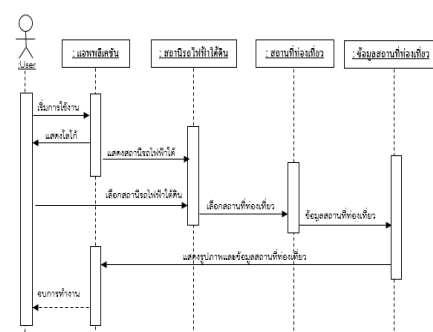 :User
: แอพพลิเคชัน
: สถานีรถไฟฟ้าใต้ดิน
: สถานที่ท่องเที่ยว
: ข้อมูลสถานที่ท่องเที่ยว
เริ่มการใช้งาน
แสดงโลโก้
แสดงสถานีรถไฟฟ้าใต้
เลือกสถานีรถไฟฟ้าใต้ดิน
เลือกสถานที่ท่องเที่ยว
ข้อมูลสถานที่ท่องเที่ยว
แสดงรูปภาพและข้อมูลสถานที่ท่องเที่ยว
จบการทำงาน